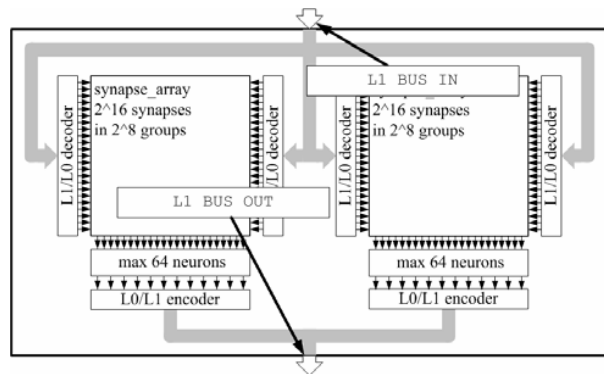 L1 BUS IN
L1/L0 decoder
synapse_array
2^16 synapses
in 2^8 groups
L1/L0 decoder
L1/L0 decoder
2^16 synapses
in 2^8 groups
L1/L0 decoder
L1 BUS OUT
max 64 neurons
max 64 neurons
L0/L1 encoder
L0/L1 encoder